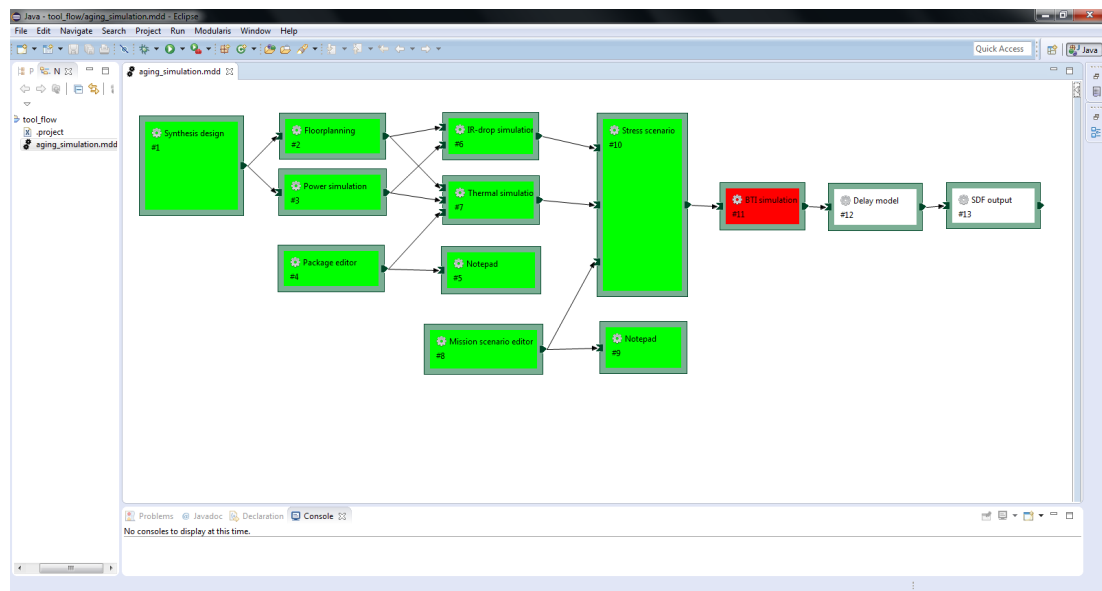 Java - tool_flow/aging_simulation.mdd - Eclipse
File Edit Navigate Search Project Run Modularis Window Help
Quick Access
Java
P N
aging_simulation.mdd
tool_flow
.project
aging_simulation.mdd
Synthesis design
#1
Floorplanning
#2
Power simulation
#3
Package editor
#4
IR-drop simulation
#6
Thermal simulatio
#7
Notepad
#5
Mission scenario editor
#8
Stress scenario
#10
Notepad
#9
BTI simulation
#11
Delay model
#12
SDF output
#13
Problems @ Javadoc Declaration Console
No consoles to display at this time.